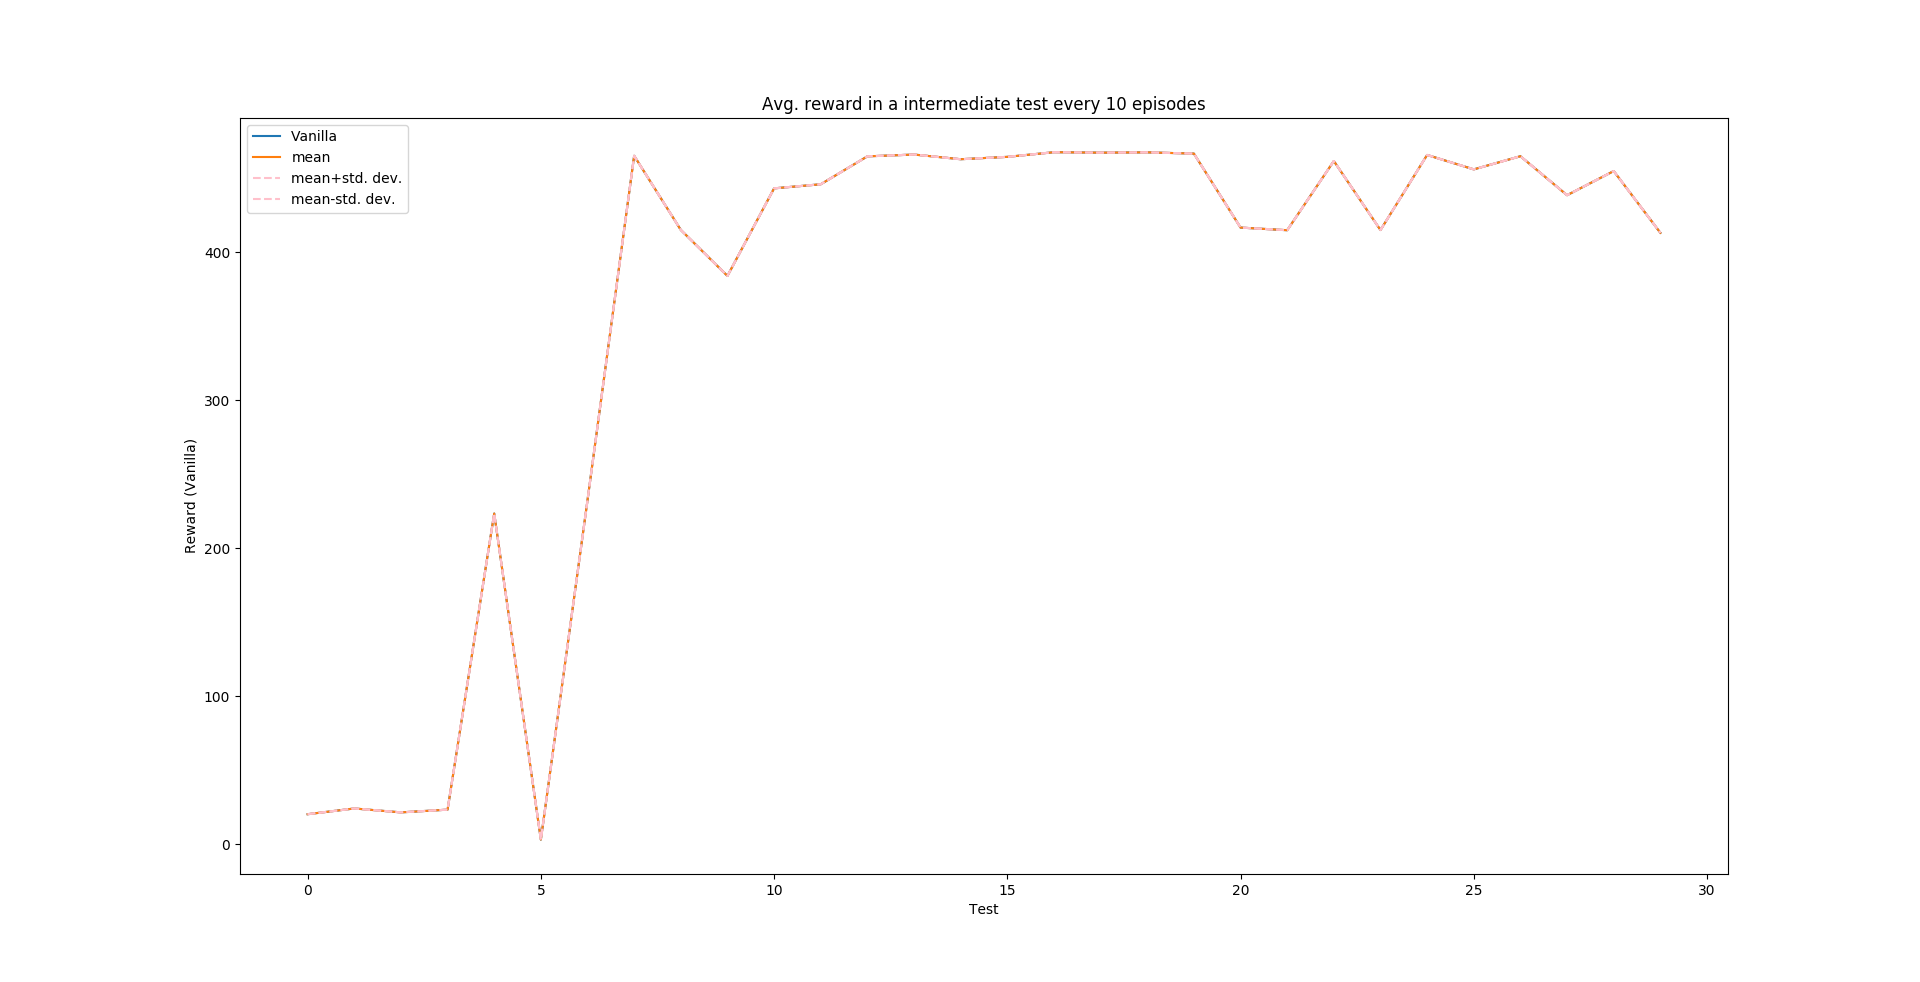 Avg. reward in a intermediate test every 10 episodes
Vanilla
mean
mean+std. dev.
mean-std. dev.
Reward (Vanilla)
400
300
200
100
0
0 5 10 15 20 25 30
Test